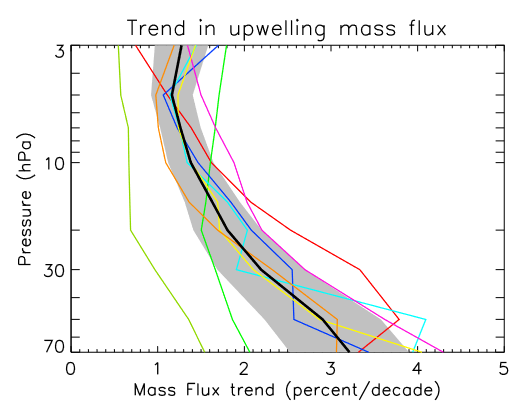 Trend in upwelling mass flux
3
10
30
70
Pressure (hPa)
0 1 2 3 4 5
Mass Flux trend (percent/decade)